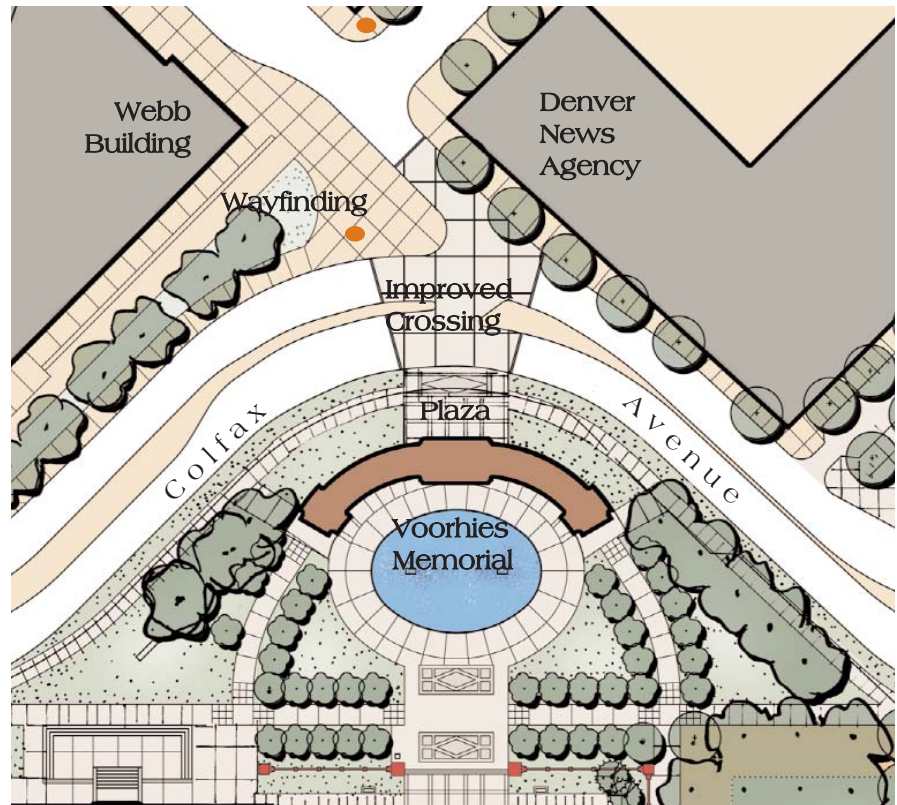 Webb
Building
Denver
News
Agency
Wayfinding
Improved
Crossing
Plaza
Colfax
Avenue
Voorhies
Memorial